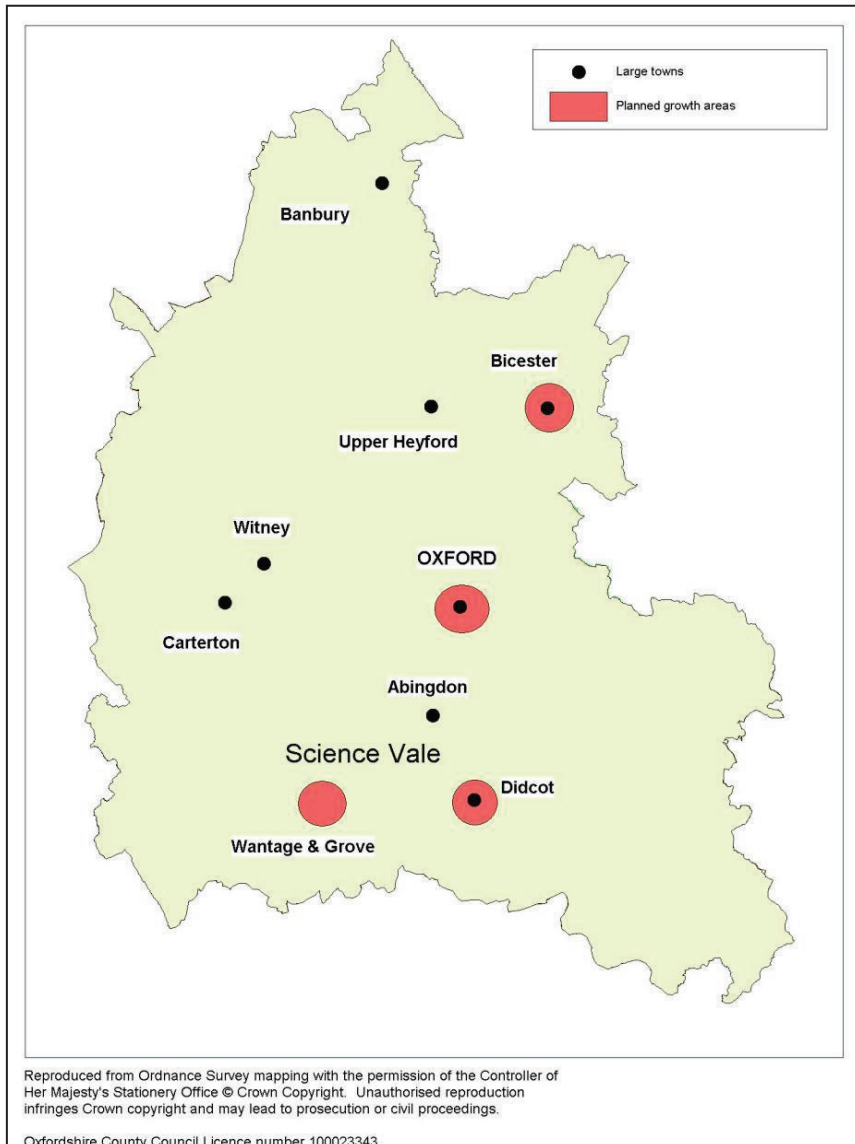 Large towns
Planned growth areas
Banbury
Bicester
Upper Heyford
Witney
OXFORD
Carterton
Abingdon
Science Vale
Didcot
Wantage & Grove
Reproduced from Ordnance Survey mapping with the permission of the Controller of
Her Majesty's Stationery Office © Crown Copyright. Unauthorised reproduction
infringes Crown copyright and may lead to prosecution or civil proceedings.
Oxfordshire County Council Licence number 100023343